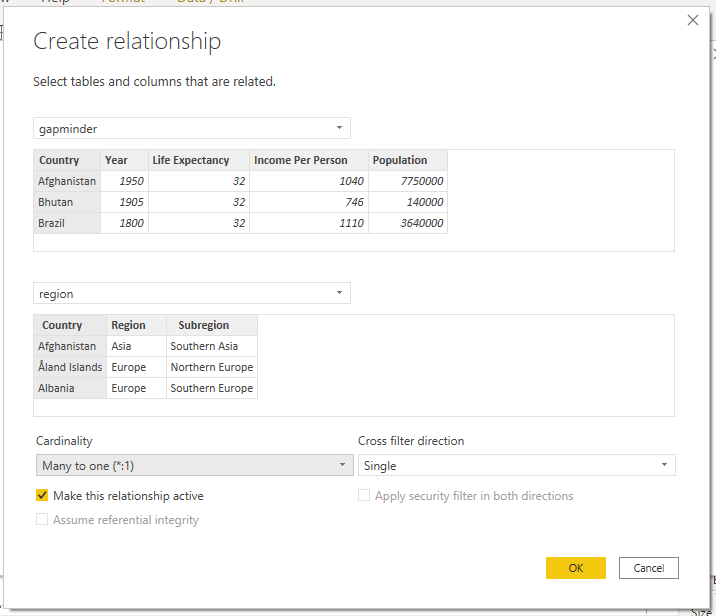 Create relationship
Select tables and columns that are related.
gapminder
Country Year Life Expectancy Income Per Person Population
Afghanistan 1950 32 1040 7750000
Bhutan 1905 32 746 140000
Brazil 1800 32 1110 3640000
region
Country Region Subregion
Afghanistan Asia Southern Asia
Åland Islands Europe Northern Europe
Albania Europe Southern Europe
Cardinality Cross filter direction
Many to one (*:1) Single
Make this relationship active Apply security filter in both directions
Assume referential integrity
OK Cancel